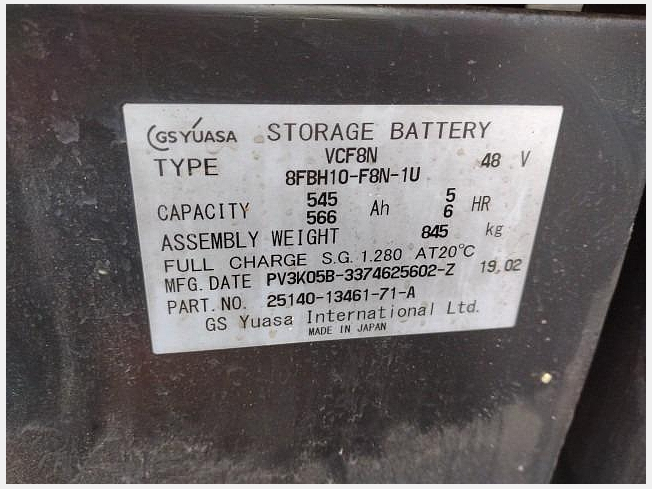 GS YUASA STORAGE BATTERY
TYPE VCF8N 48 V
8FBH10-F8N-1U
CAPACITY 545 Ah 5 HR
566 6
ASSEMBLY WEIGHT 845 kg
FULL CHARGE S.G. 1.280 AT20°C
MFG. DATE PV3K05B-3374625602-Z 19.02
PART. NO. 25140-13461-71-A
GS Yuasa International Ltd.
MADE IN JAPAN